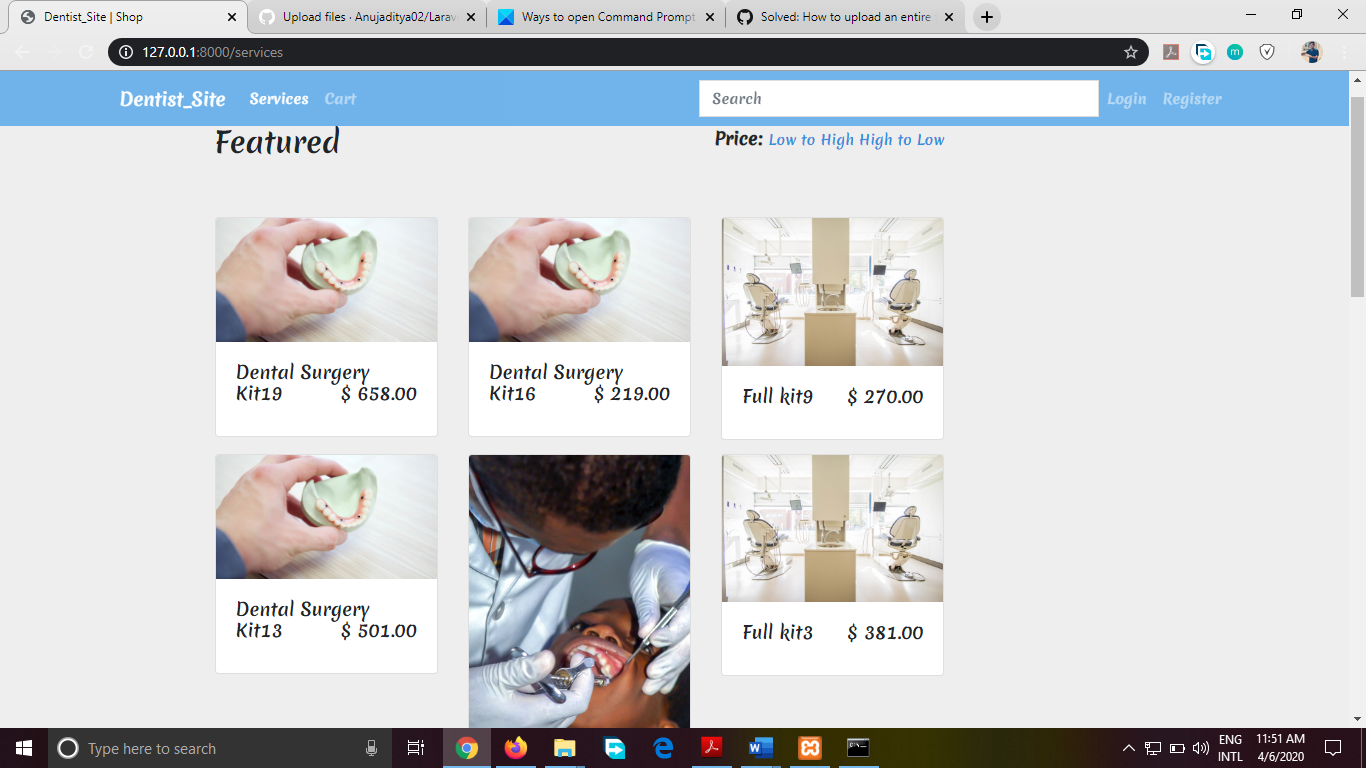 Dentist_Site | Shop
Upload files · Anujaditya02/Larav
Ways to open Command Prompt
Solved: How to upload an entire
127.0.0.1:8000/services
Dentist_Site Services Cart
Search
Login Register
Featured
Price: Low to High High to Low
Dental Surgery
Kit19 $ 658.00
Dental Surgery
Kit16 $ 219.00
Full kit9 $ 270.00
Dental Surgery
Kit13 $ 501.00
Full kit3 $ 381.00
Type here to search
ENG
INTL
11:51 AM
4/6/2020